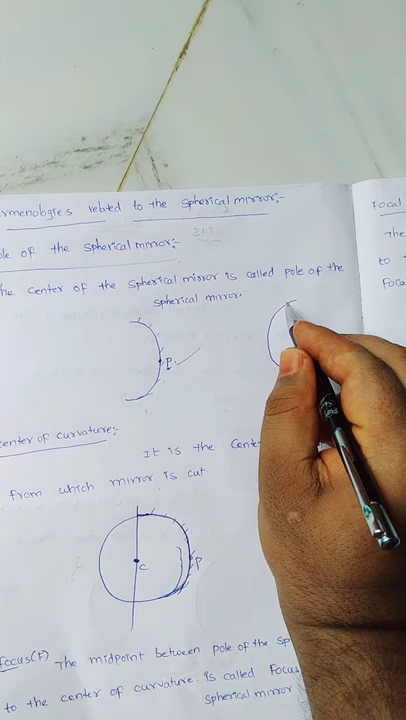 related to the spherical mirror:-
Focal
pole of the spherical mirror:-
The
the center of the spherical mirror is called pole of the
to
spherical mirror.
Foca
P
center of curvature:-
It is the Cent
from which mirror is cut
C
P
focus(F) The midpoint between pole of the sp
to the center of curvature. is called Focus
spherical mirror